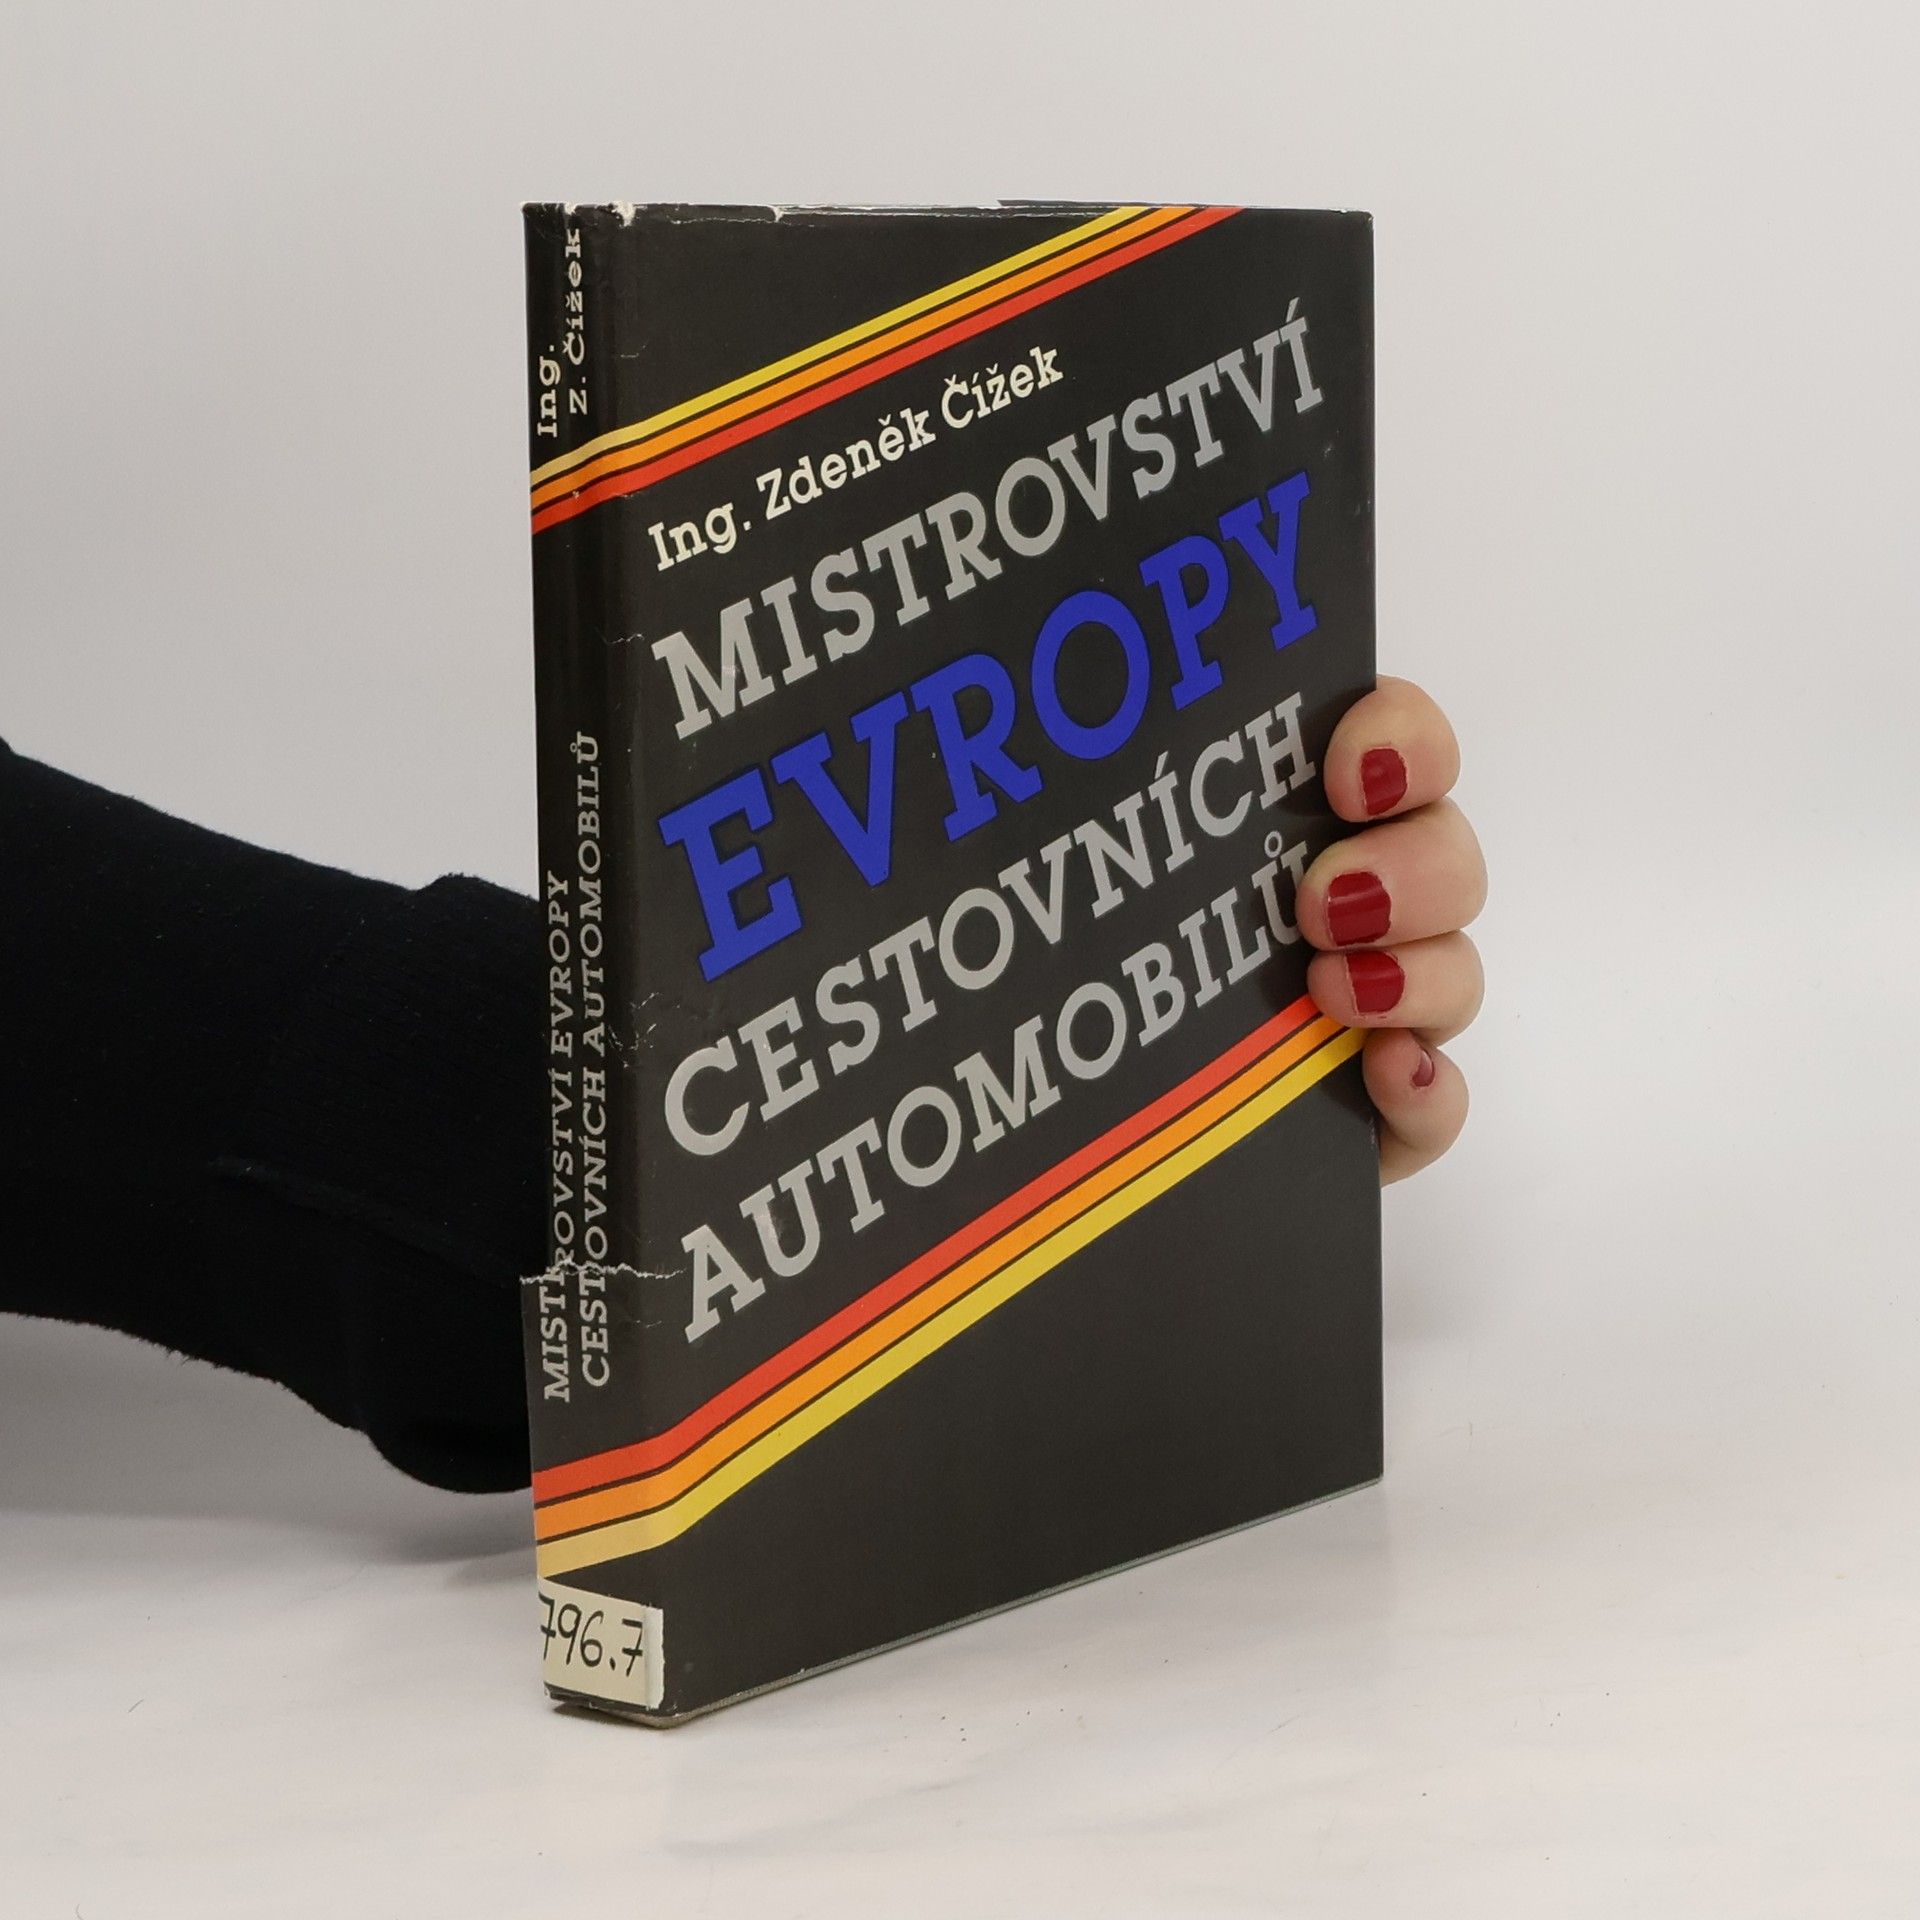 Ing. Zdeněk Čížek
MISTROVSTVÍ
EVROPY
CESTOVNÍCH
AUTOMOBILŮ
Ing.
Z. Čížek
MISTROVSTVÍ EVROPY
CESTOVNÍCH AUTOMOBILŮ
796.7